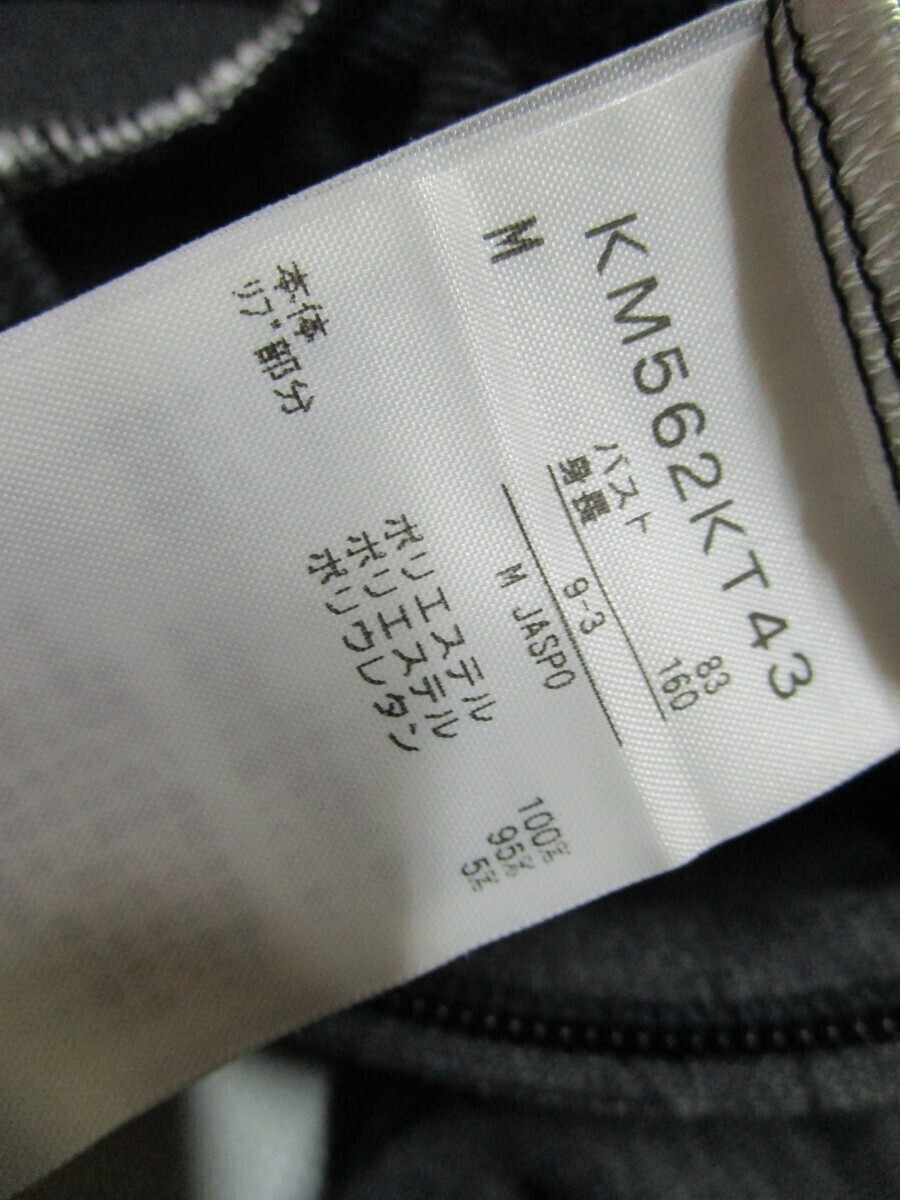 KM562KT43
M
バスト 83
身長 160
9-3
M JASPO
本体 ポリエステル 100%
リブ部分 ポリエステル 95%
ポリウレタン 5%